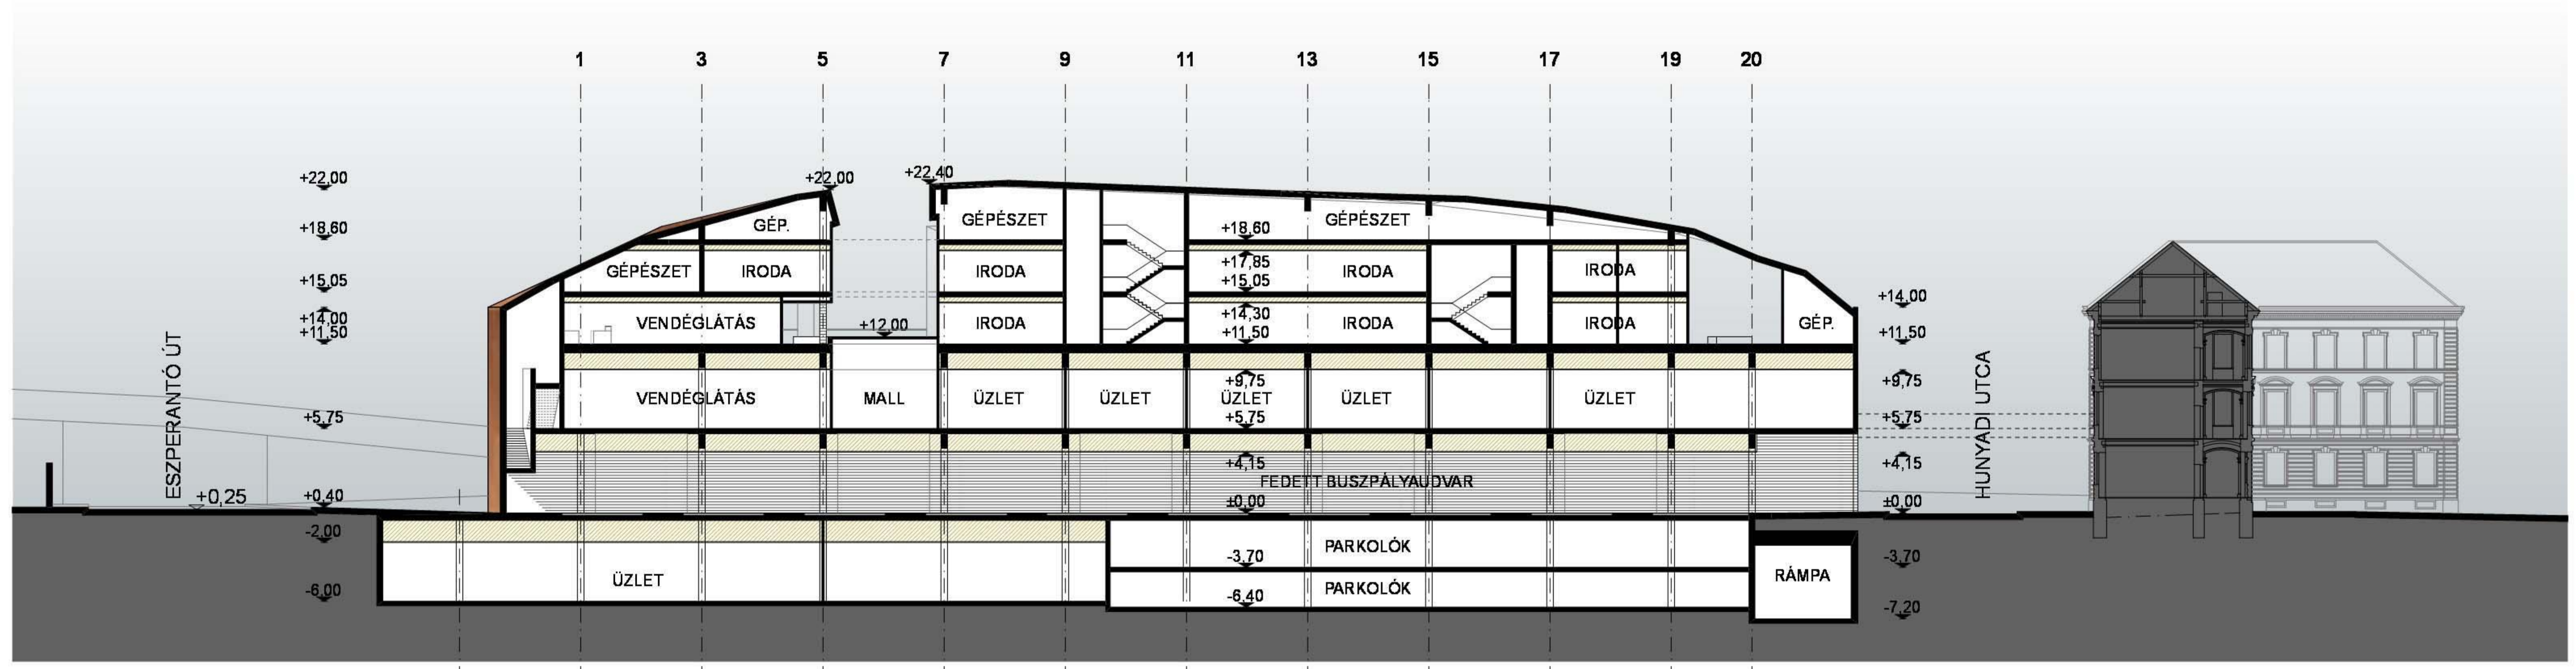 1 3 5 7 9 11 13 15 17 19 20
+22,00 +22,00 +22,40
GÉP. GÉPÉSZET GÉPÉSZET
+18,60 +18,60
+17,85
GÉPÉSZET IRODA IRODA IRODA IRODA
+15,05 +15,05
+14,00 +14,30 +14,00
VENDÉGLÁTÁS +12,00 IRODA IRODA IRODA GÉP.
+11,50 +11,50 +11,50
+9,75 +9,75
VENDÉGLÁTÁS MALL ÜZLET ÜZLET ÜZLET ÜZLET ÜZLET
+5,75 +5,75 +5,75
+4,15 +4,15
ESZPERANTÓ ÚT
HUNYADI UTCA
FEDETT BUSZPÁLYAUDVAR
+0,25 +0,40 ±0,00 ±0,00
-2,00
PARKOLÓK
-3,70 -3,70
ÜZLET RÁMPA
PARKOLÓK
-6,00 -6,40 -7,20